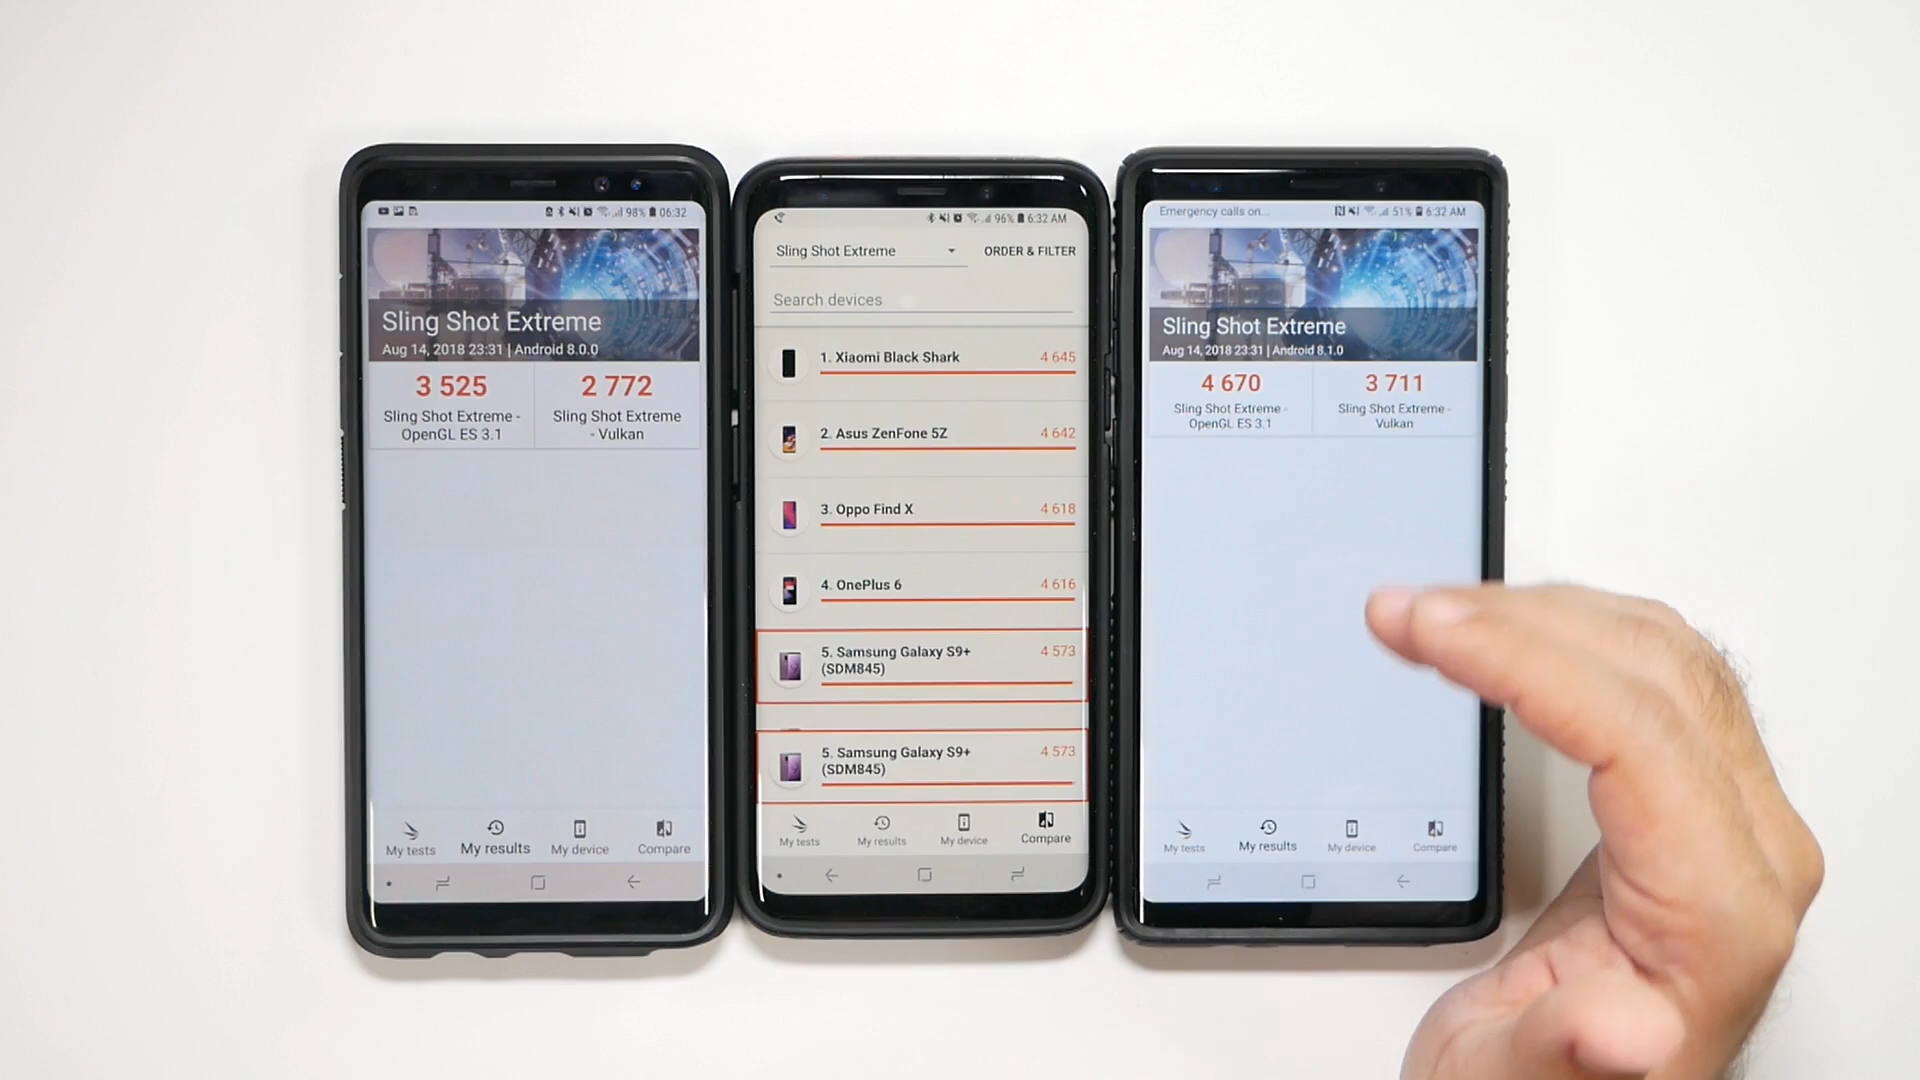 98% 06:32
Sling Shot Extreme
Aug 14, 2018 23:31 | Android 8.0.0
3 525
Sling Shot Extreme -
OpenGL ES 3.1
2 772
Sling Shot Extreme
- Vulkan
My tests
My results
My device
Compare
96% 6:32 AM
Sling Shot Extreme
ORDER & FILTER
Search devices
1. Xiaomi Black Shark 4 645
2. Asus ZenFone 5Z 4 642
3. Oppo Find X 4 618
4. OnePlus 6 4 616
5. Samsung Galaxy S9+ 4 573
(SDM845)
5. Samsung Galaxy S9+ 4 573
(SDM845)
My tests
My results
My device
Compare
Emergency calls on... 51% 6:32 AM
Sling Shot Extreme
Aug 14, 2018 23:31 | Android 8.1.0
4 670
Sling Shot Extreme -
OpenGL ES 3.1
3 711
Sling Shot Extreme -
Vulkan
My tests
My results
My device
Compare